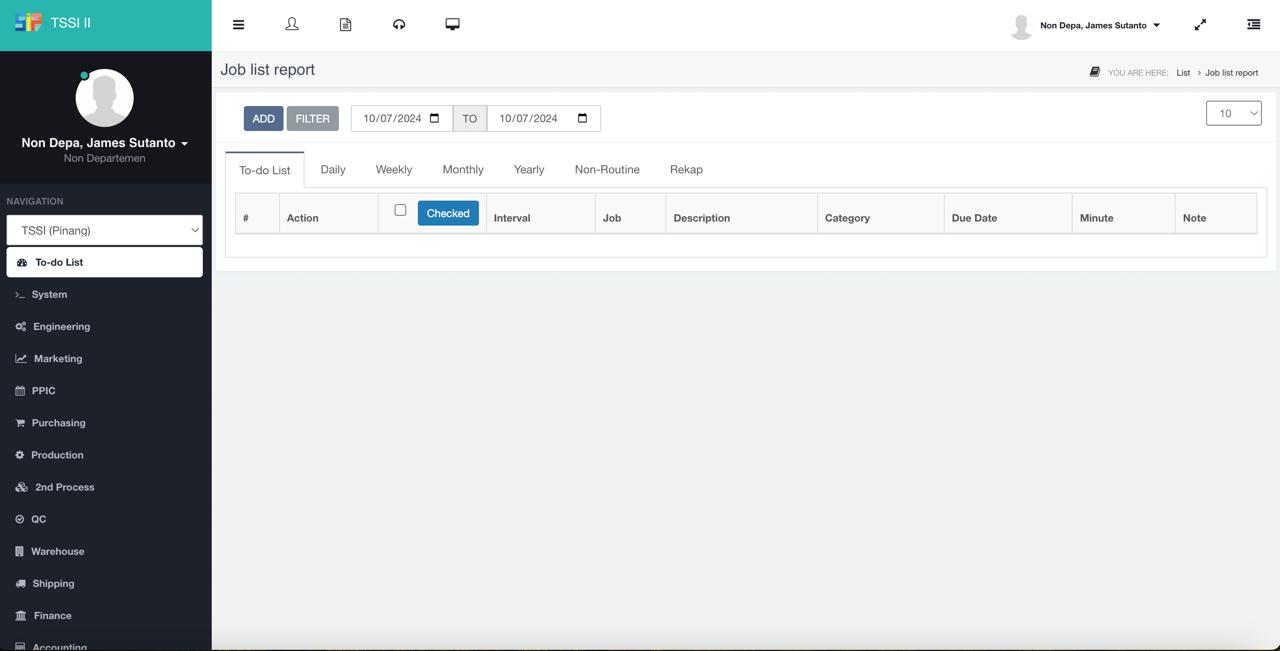 TSSI II
Non Depa, James Sutanto
Job list report
YOU ARE HERE: List > Job list report
Non Depa, James Sutanto
Non Departemen
NAVIGATION
TSSI (Pinang)
To-do List
System
Engineering
Marketing
PPIC
Purchasing
Production
2nd Process
QC
Warehouse
Shipping
Finance
Accounting
ADD FILTER 10/07/2024 TO 10/07/2024 10
To-do List Daily Weekly Monthly Yearly Non-Routine Rekap
# Action Checked Interval Job Description Category Due Date Minute Note